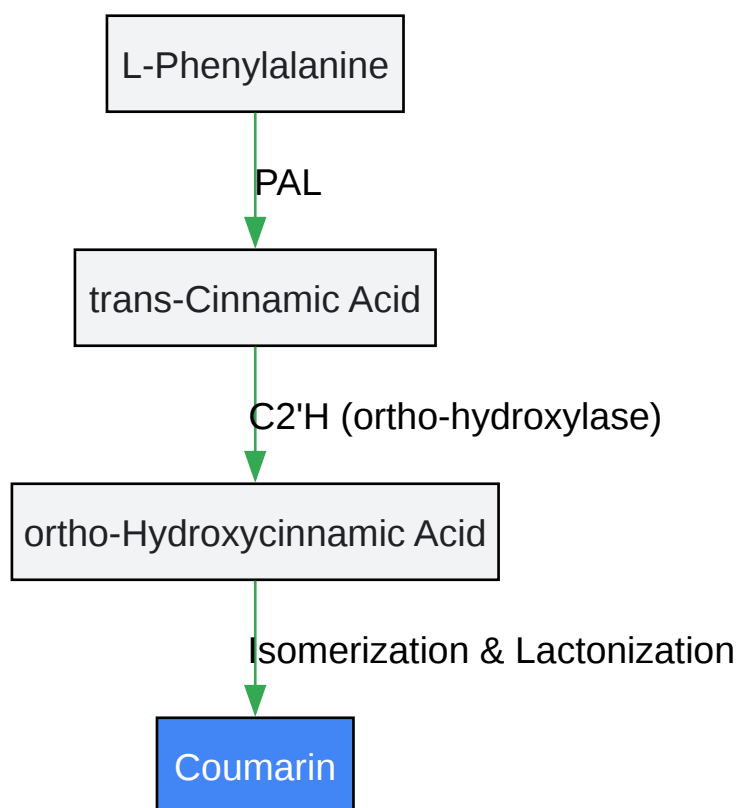 L-Phenylalanine
PAL
trans-Cinnamic Acid
C2'H (ortho-hydroxylase)
ortho-Hydroxycinnamic Acid
Isomerization & Lactonization
Coumarin